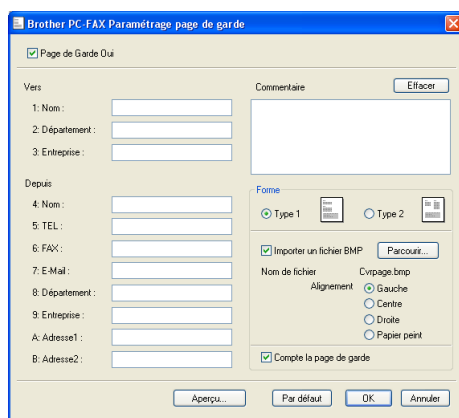 Brother PC-FAX Paramétrage page de garde
Page de Garde Oui
Vers
1: Nom :
2: Département :
3: Entreprise :
Commentaire
Effacer
Depuis
4: Nom :
5: TEL :
6: FAX :
7: E-Mail :
8: Département :
9: Entreprise :
A: Adresse1 :
B: Adresse2 :
Forme
Type 1
Type 2
Importer un fichier BMP
Parcourir...
Nom de fichier
Cvrpage.bmp
Alignement
Gauche
Centre
Droite
Papier peint
Compte la page de garde
Aperçu...
Par défaut
OK
Annuler